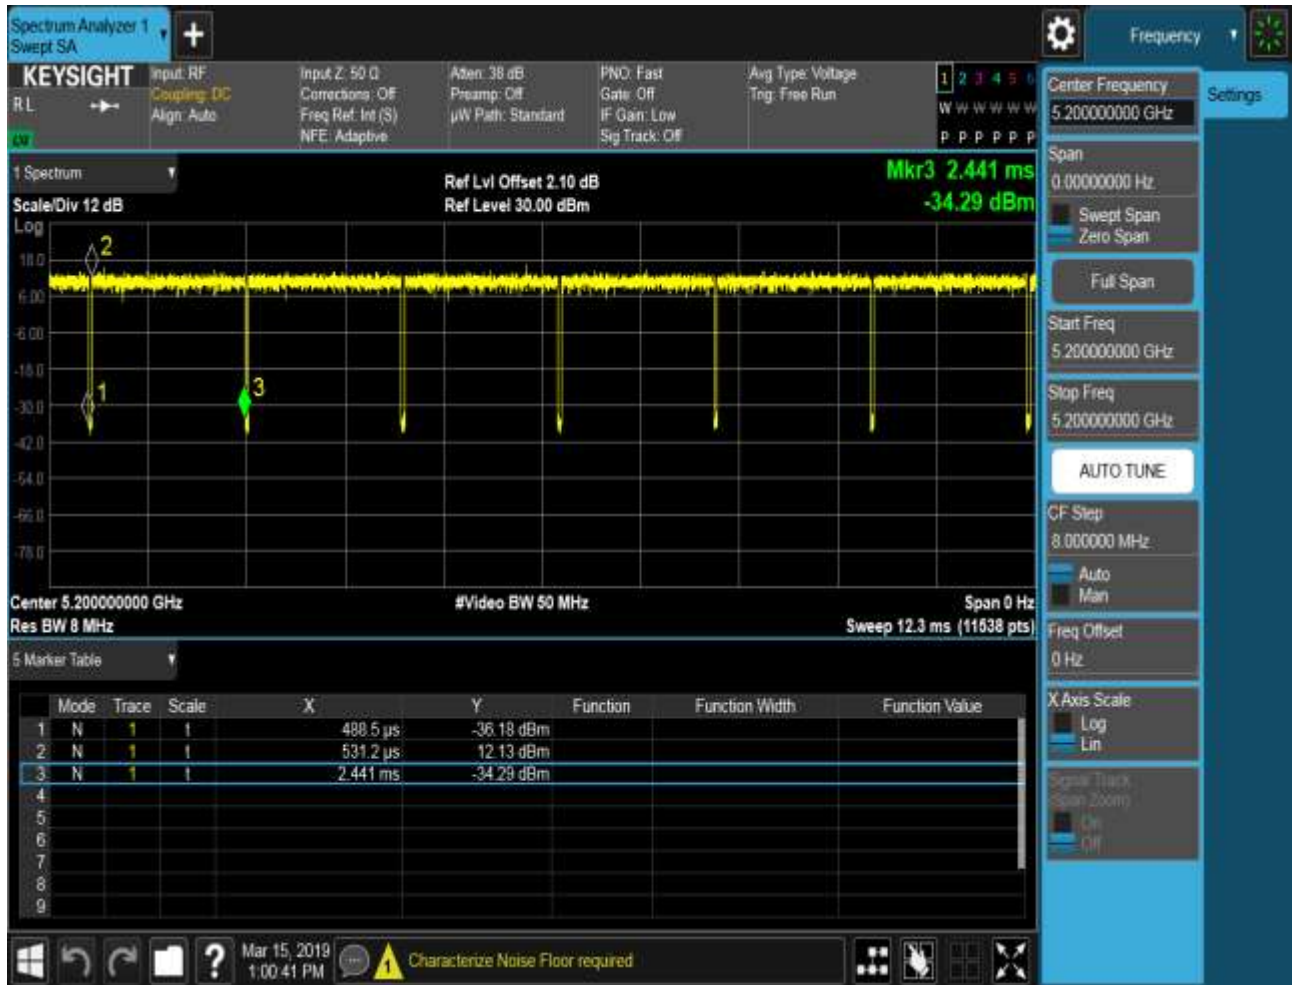 Spectrum Analyzer 1
Swept SA
Frequency
KEYSIGHT
RL
Input: RF
Coupling: DC
Align: Auto
Input Z: 50 Ω
Corrections: Off
Freq Ref: Int (S)
NFE: Adaptive
Atten: 38 dB
Preamp: Off
µW Path: Standard
PNO: Fast
Gate: Off
IF Gain: Low
Sig Track: Off
Avg Type: Voltage
Trig: Free Run
1 2 3 4 5 6
W W W W W W
P P P P P P
1 Spectrum
Scale/Div 12 dB
Ref Lvl Offset 2.10 dB
Ref Level 30.00 dBm
Mkr3 2.441 ms
-34.29 dBm
Log
18.0
6.00
-6.00
-18.0
-30.0
-42.0
-54.0
-66.0
-78.0
2
1
3
Center 5.200000000 GHz
#Video BW 50 MHz
Span 0 Hz
Res BW 8 MHz
Sweep 12.3 ms (11538 pts)
5 Marker Table
Mode Trace Scale X Y Function Function Width Function Value
1 N 1 t 488.5 µs -36.18 dBm
2 N 1 t 531.2 µs 12.13 dBm
3 N 1 t 2.441 ms -34.29 dBm
4
5
6
7
8
9
Mar 15, 2019
1:00:41 PM
?
1
Characterize Noise Floor required
Center Frequency
5.200000000 GHz
Settings
Span
0.00000000 Hz
Swept Span
Zero Span
Full Span
Start Freq
5.200000000 GHz
Stop Freq
5.200000000 GHz
AUTO TUNE
CF Step
8.000000 MHz
Auto
Man
Freq Offset
0 Hz
X Axis Scale
Log
Lin
Signal Track
(Span Zoom)
On
Off